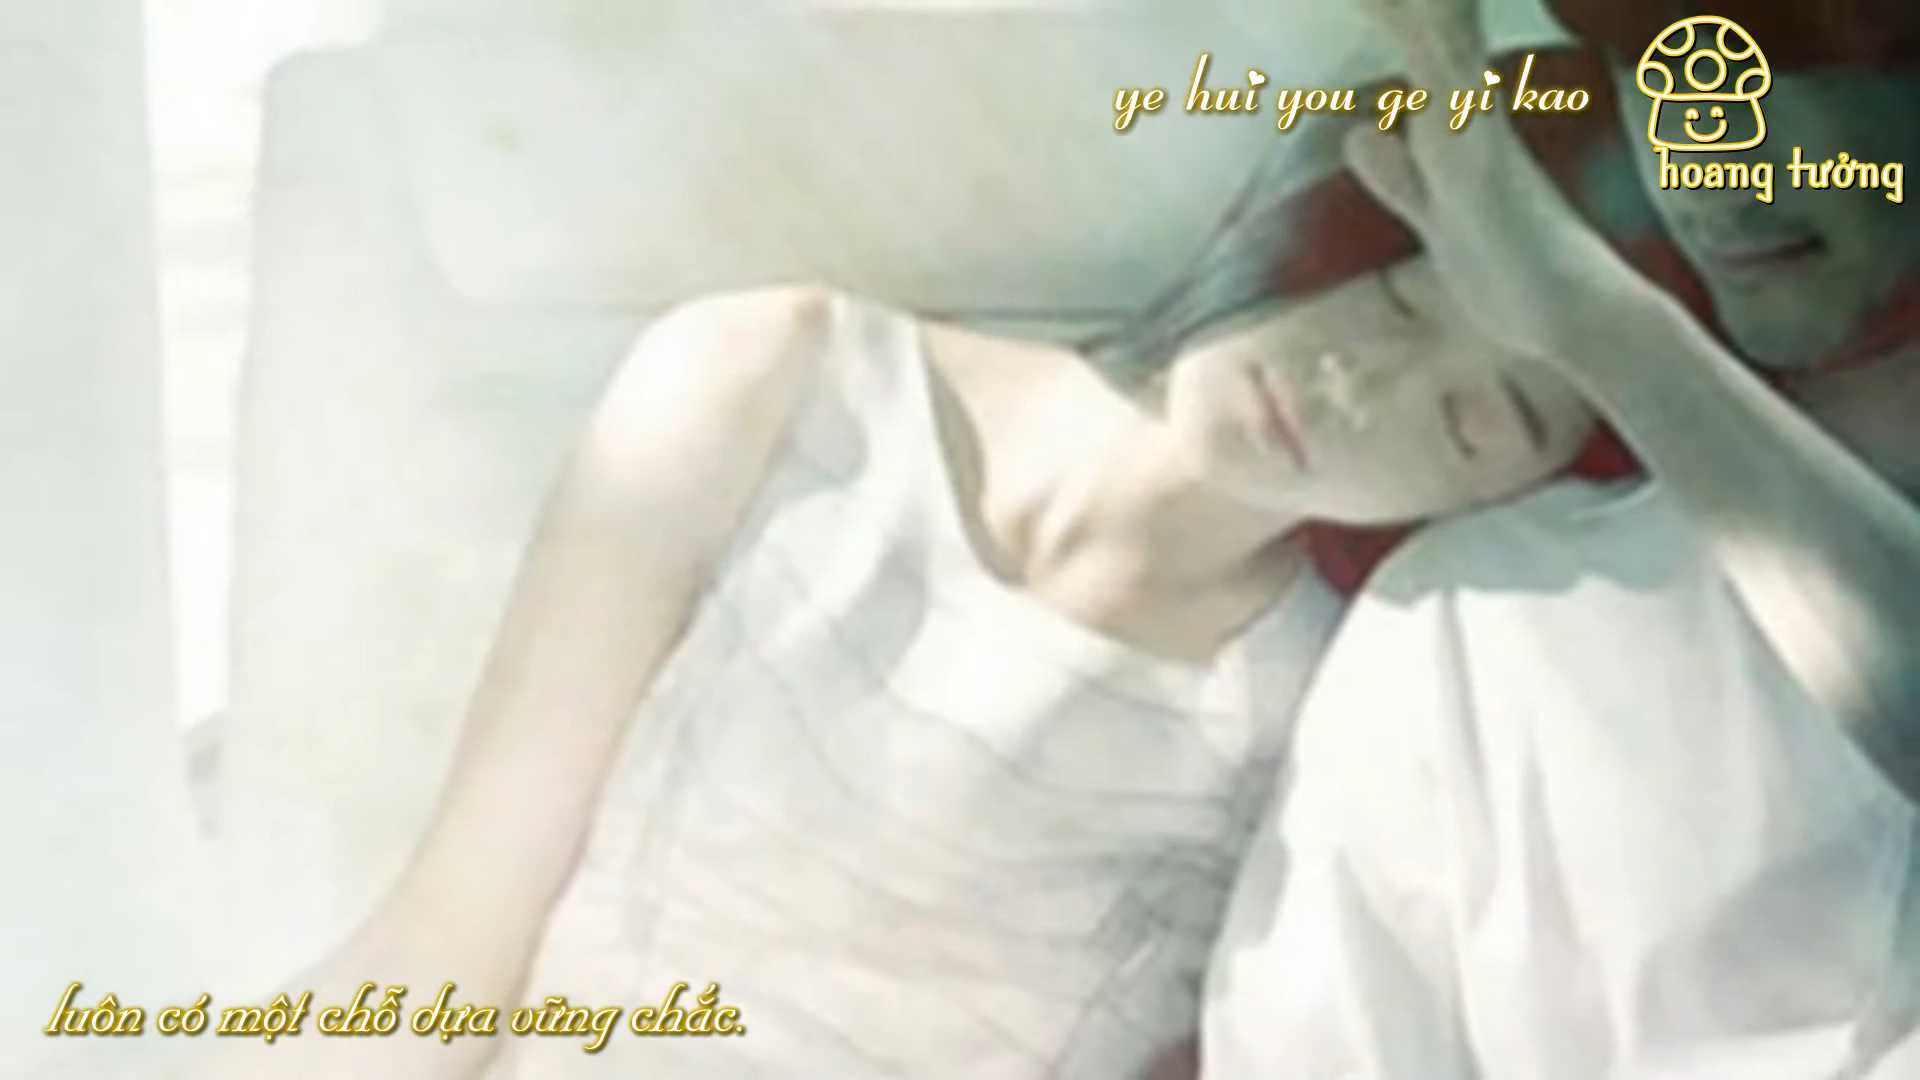 ye hui you ge yi kao
hoang tưởng
luôn có một chỗ dựa vững chắc.